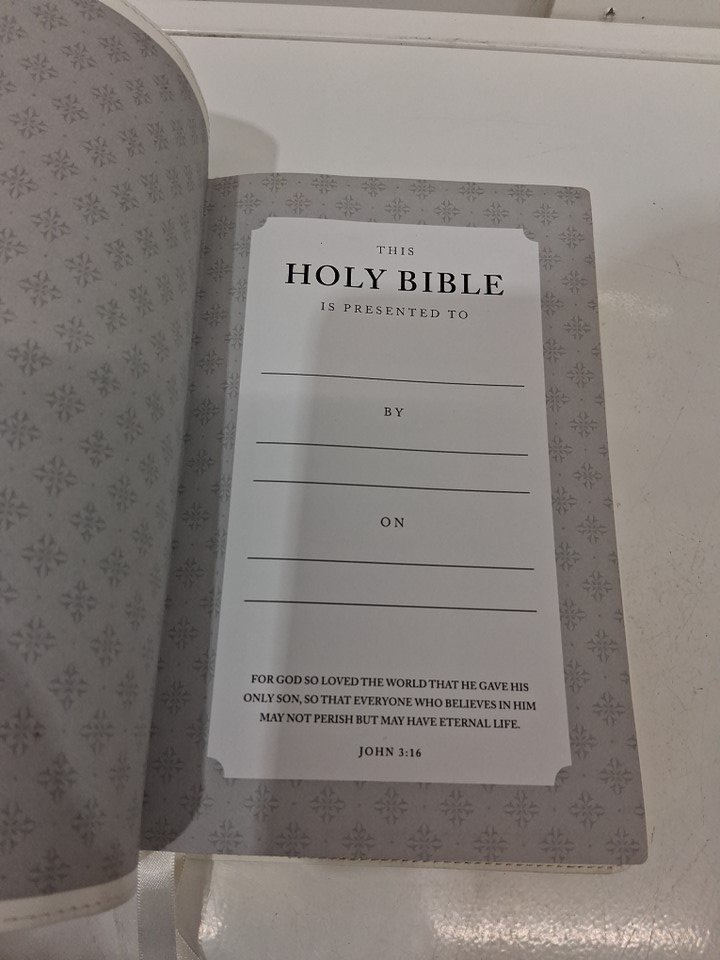 THIS
HOLY BIBLE
IS PRESENTED TO
BY
ON
FOR GOD SO LOVED THE WORLD THAT HE GAVE HIS
ONLY SON, SO THAT EVERYONE WHO BELIEVES IN HIM
MAY NOT PERISH BUT MAY HAVE ETERNAL LIFE.
JOHN 3:16